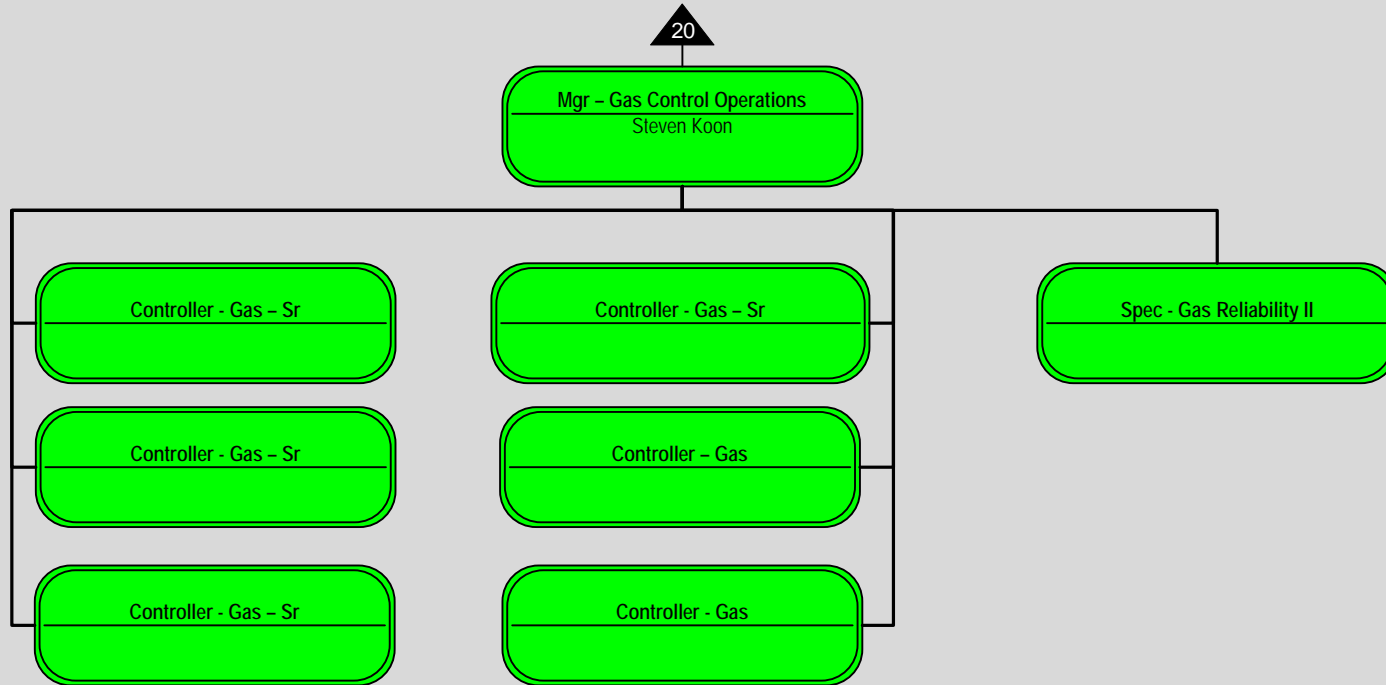 20
Mgr – Gas Control Operations
Steven Koon
Controller - Gas – Sr
Controller - Gas – Sr
Spec - Gas Reliability II
Controller - Gas – Sr
Controller – Gas
Controller - Gas – Sr
Controller - Gas